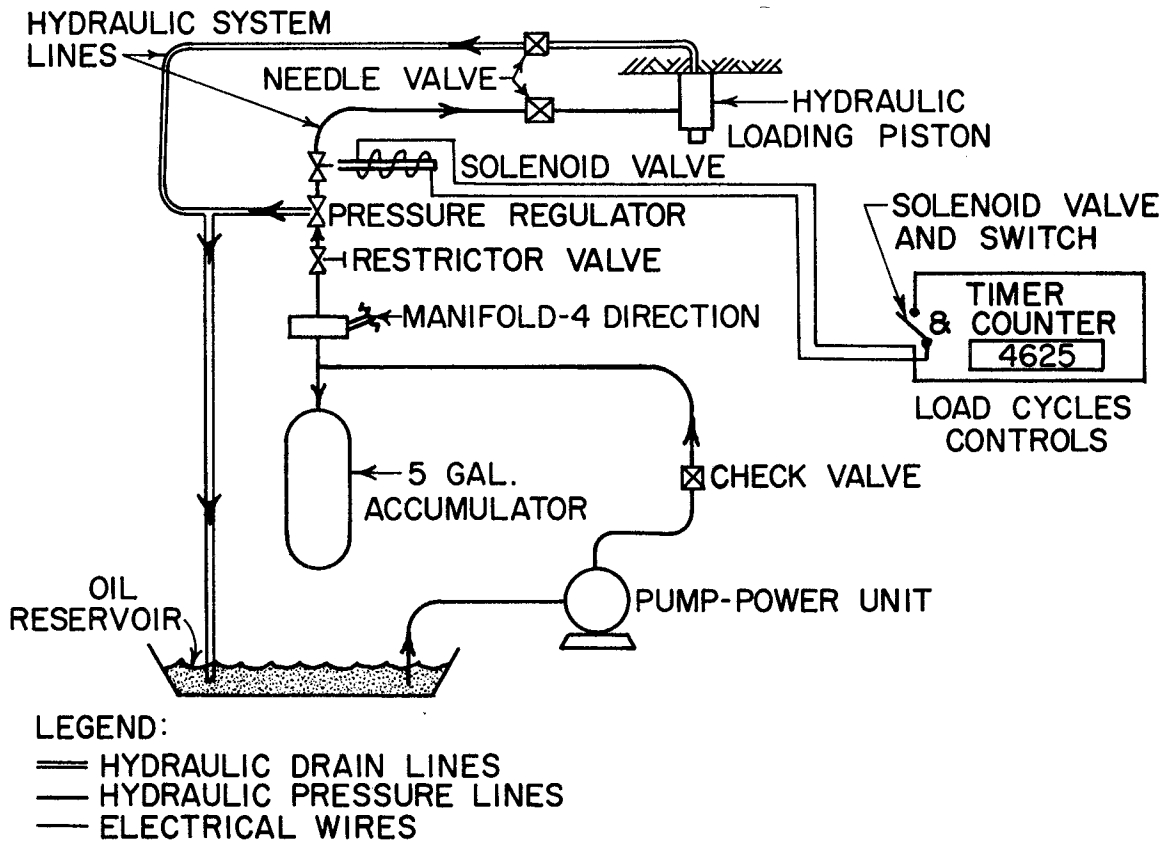 HYDRAULIC SYSTEM
LINES
NEEDLE VALVE
HYDRAULIC
LOADING PISTON
SOLENOID VALVE
PRESSURE REGULATOR
SOLENOID VALVE
AND SWITCH
RESTRICTOR VALVE
MANIFOLD-4 DIRECTION
TIMER
& COUNTER
4625
LOAD CYCLES
CONTROLS
5 GAL.
ACCUMULATOR
CHECK VALVE
OIL
RESERVOIR
PUMP-POWER UNIT
LEGEND:
HYDRAULIC DRAIN LINES
HYDRAULIC PRESSURE LINES
ELECTRICAL WIRES